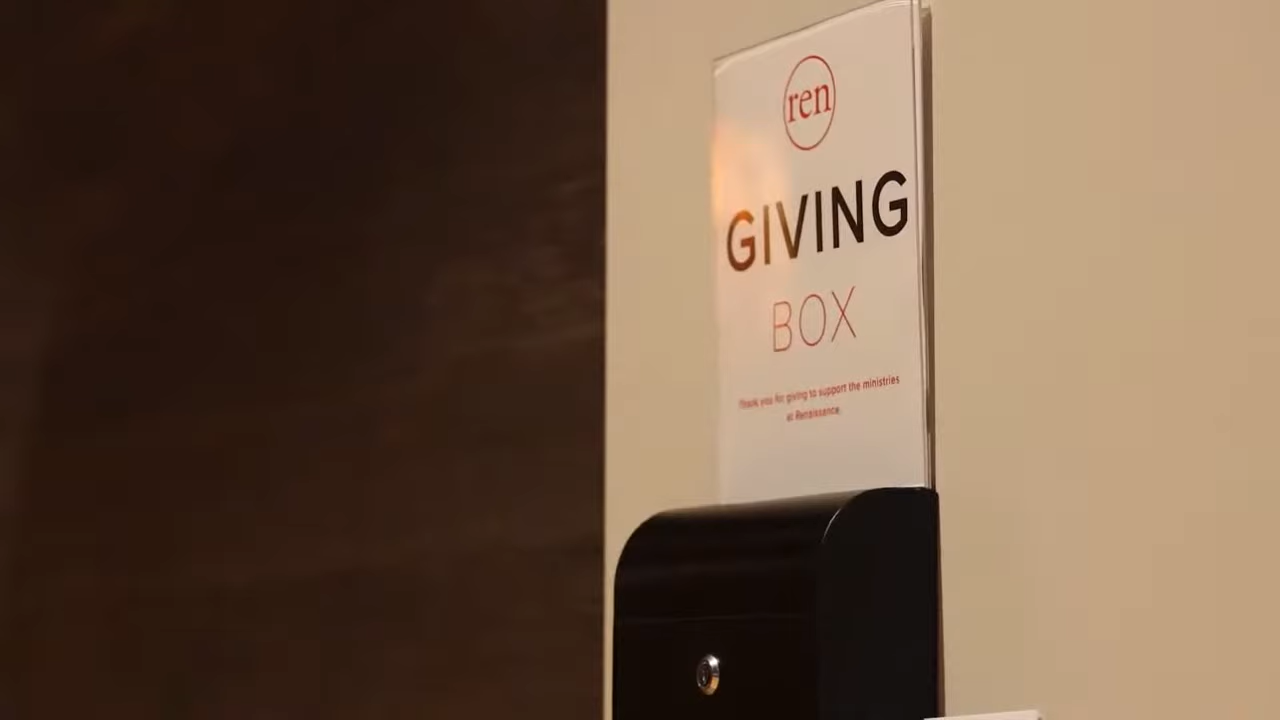 ren
GIVING
BOX
Thank you for giving to support the ministries
at Renaissance.